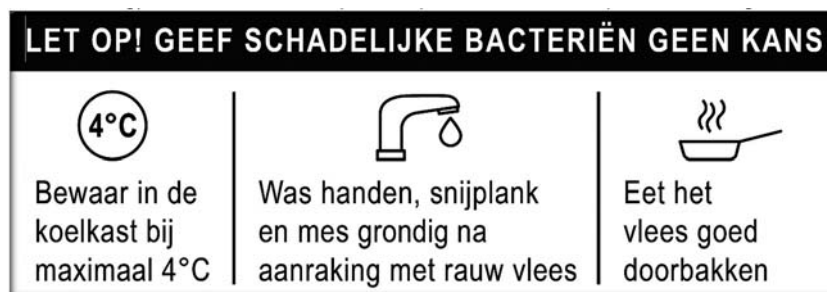 LET OP! GEEF SCHADELIJKE BACTERIËN GEEN KANS
4°C
Bewaar in de
koelkast bij
maximaal 4°C
Was handen, snijplank
en mes grondig na
aanraking met rauw vlees
Eet het
vlees goed
doorbakken